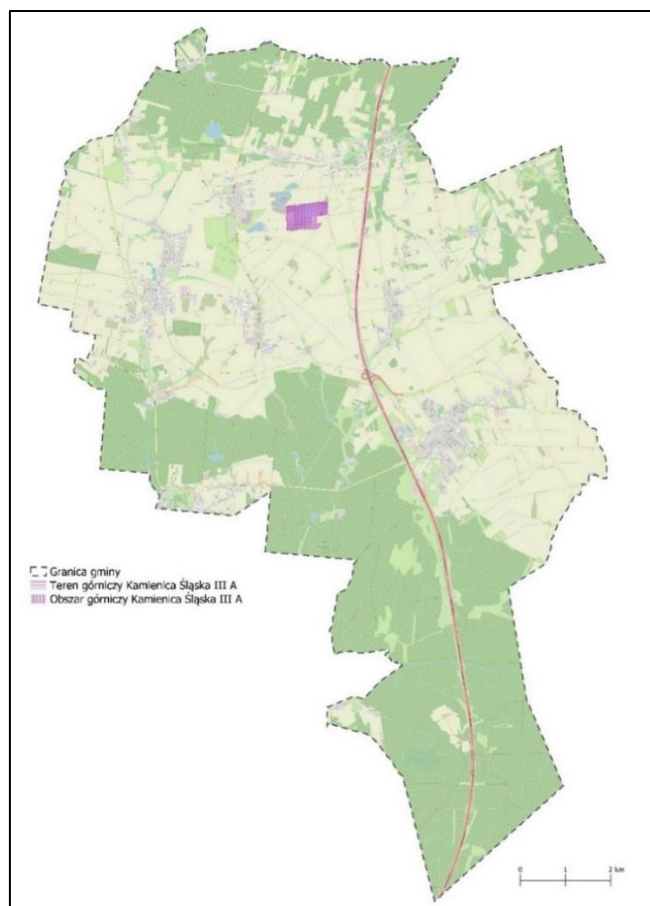 Granica gminy
Teren górniczy Kamienica Śląska III A
Obszar górniczy Kamienica Śląska III A
0 1 2 km